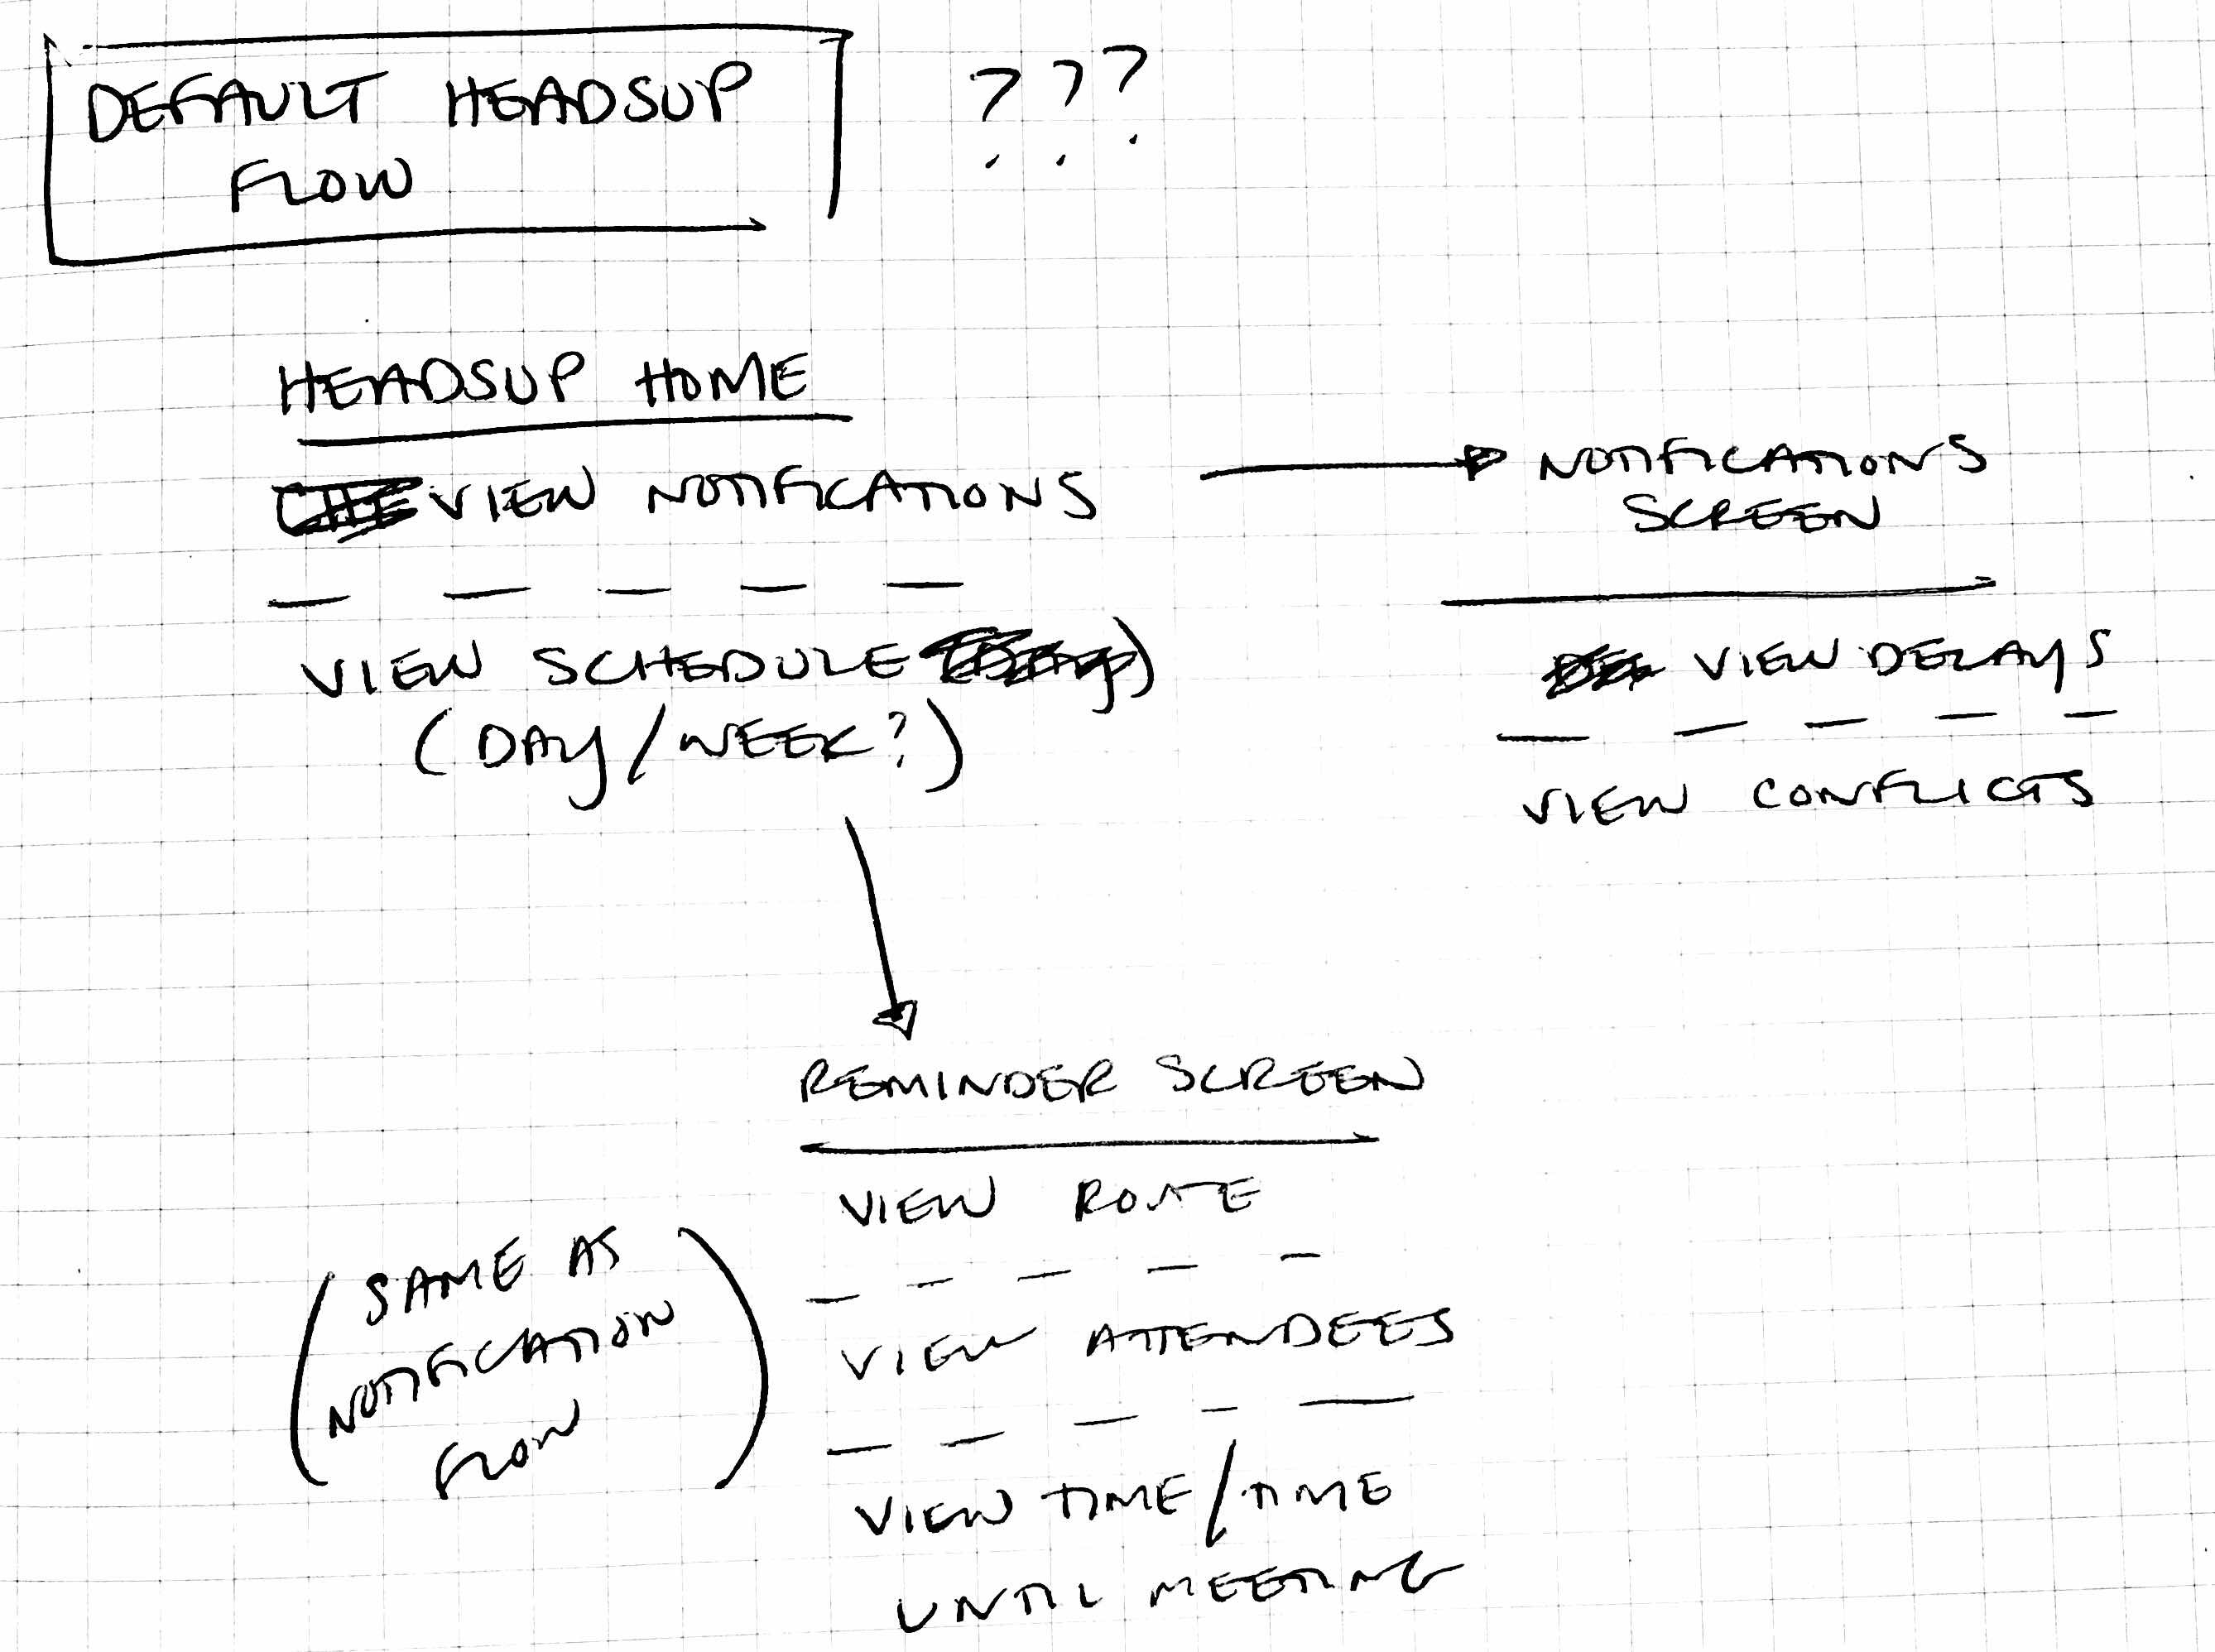 DEFAULT HEADSUP
FLOW
???
HEADSUP HOME
VIEW NOTIFICATIONS
VIEW SCHEDULE
(DAY/WEEK?)
NOTIFICATIONS
SCREEN
VIEW DELAYS
VIEW CONFLICTS
REMINDER SCREEN
VIEW ROUTE
VIEW ATTENDEES
VIEW TIME/TIME
UNTIL MEETING
(SAME AS
NOTIFICATION
FLOW)